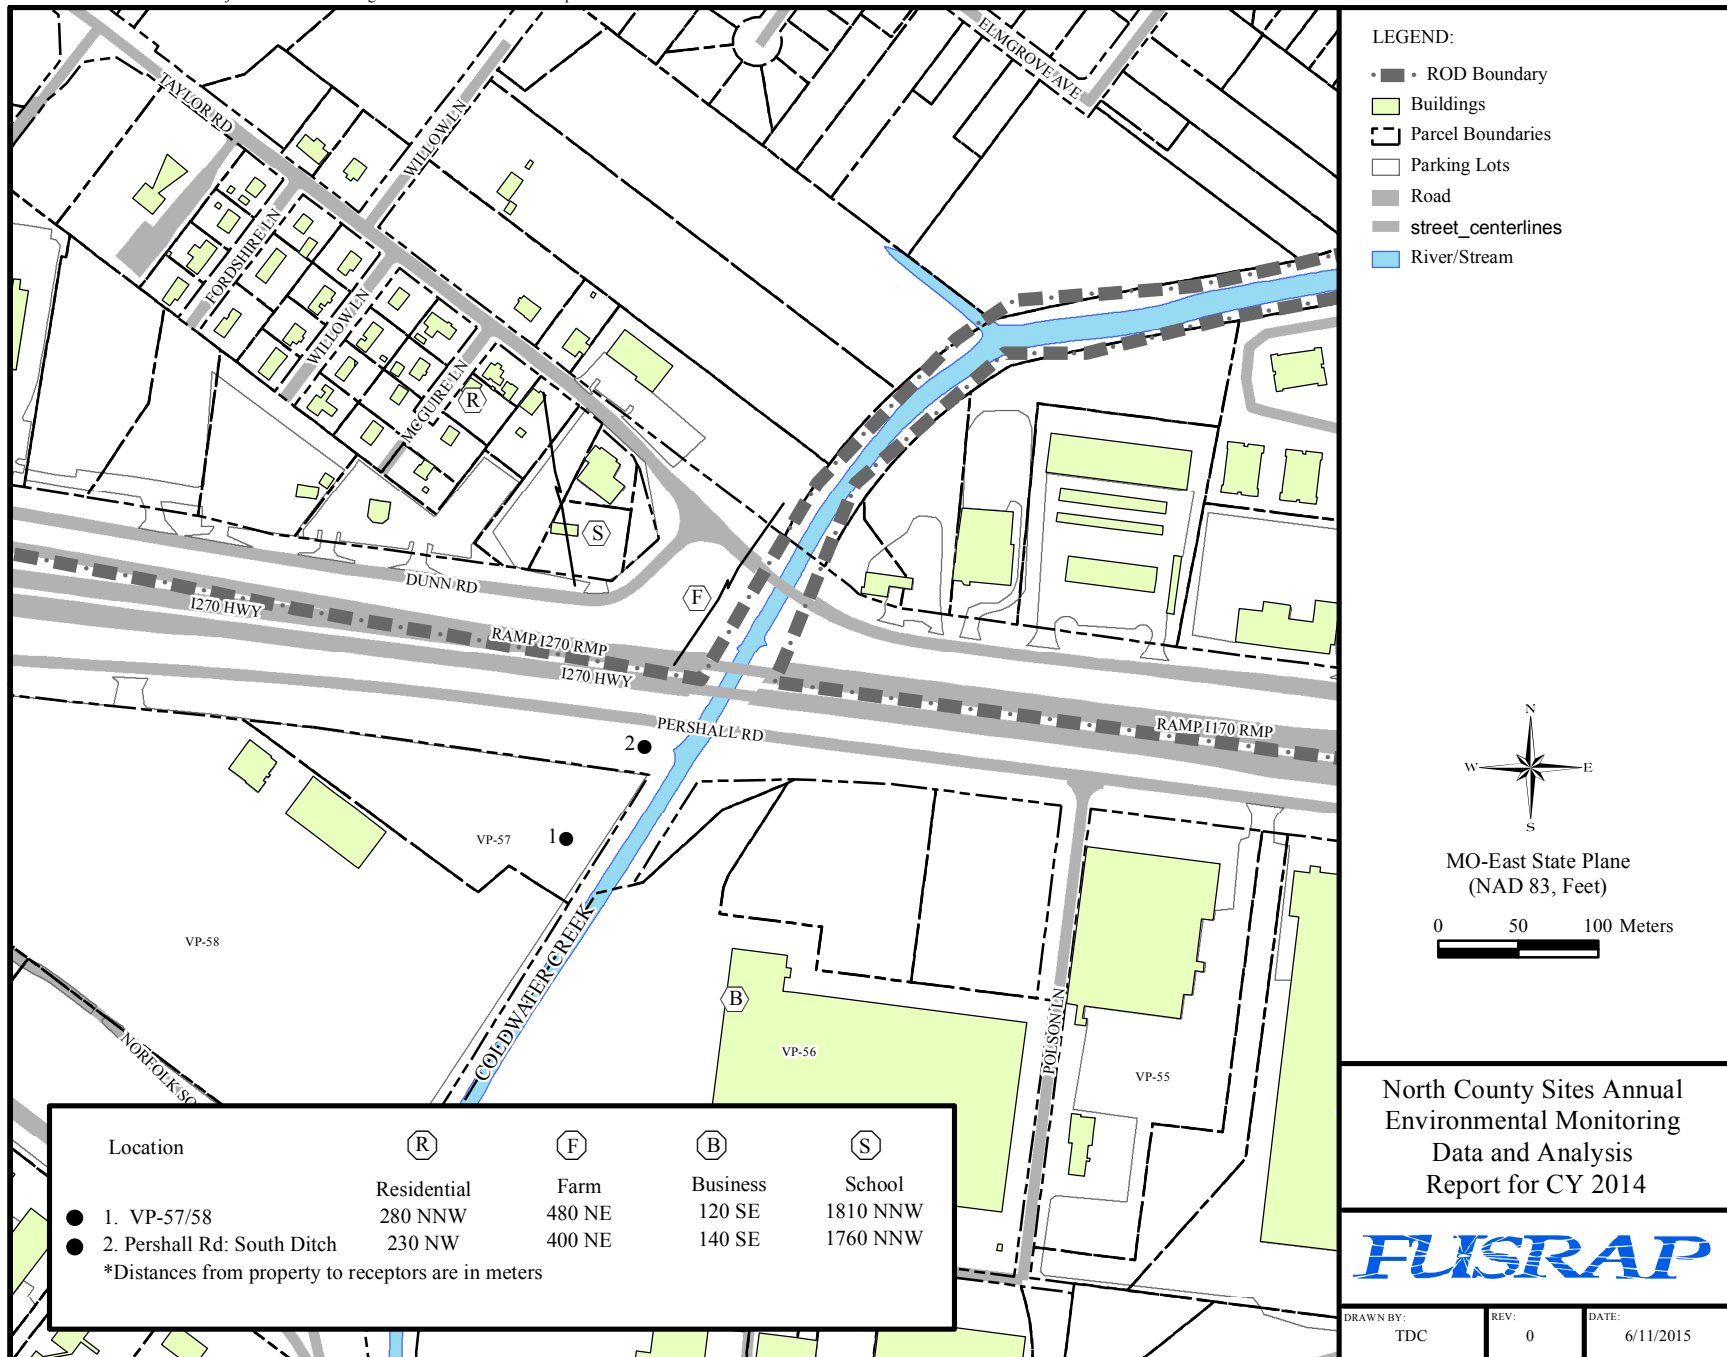 LEGEND:
ROD Boundary
Buildings
Parcel Boundaries
Parking Lots
Road
street_centerlines
River/Stream
ELMGROVE AVE
TAYLOR RD
WILLOW LN
FORDSHIRE LN
WILLOW LN
MCGUIRE LN
R
S
F
DUNN RD
I270 HWY
RAMP I270 RMP
I270 HWY
PERSHALL RD
RAMP I170 RMP
2
1
VP-57
VP-58
COLDWATER CREEK
B
VP-56
POLSON LN
VP-55
NORFOLK SO
N
W E
S
MO-East State Plane
(NAD 83, Feet)
0 50 100 Meters
Location R F B S
Residential Farm Business School
1. VP-57/58 280 NNW 480 NE 120 SE 1810 NNW
2. Pershall Rd: South Ditch 230 NW 400 NE 140 SE 1760 NNW
*Distances from property to receptors are in meters
North County Sites Annual
Environmental Monitoring
Data and Analysis
Report for CY 2014
FUSRAP
DRAWN BY: REV: DATE:
TDC 0 6/11/2015